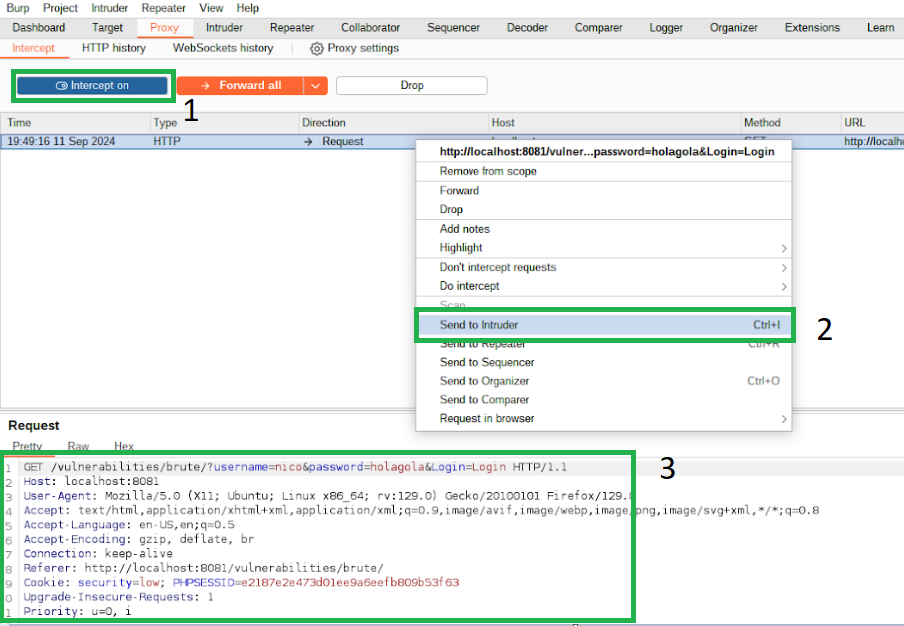 Burp Project Intruder Repeater View Help
Dashboard Target Proxy Intruder Repeater Collaborator Sequencer Decoder Comparer Logger Organizer Extensions Learn
Intercept HTTP history WebSockets history Proxy settings
Intercept on Forward all Drop
1
Time Type Direction Host Method URL
19:49:16 11 Sep 2024 HTTP → Request
http://localhost:8081/vulner...password=holagola&Login=Login
Remove from scope
Forward
Drop
Add notes
Highlight
Don't intercept requests
Do intercept
Scan
Send to Intruder Ctrl+I
2
Send to Repeater Ctrl+R
Send to Sequencer
Send to Organizer Ctrl+O
Send to Comparer
Request in browser
Request
Pretty Raw Hex
3
1 GET /vulnerabilities/brute/?username=nico&password=holagola&Login=Login HTTP/1.1
2 Host: localhost:8081
3 User-Agent: Mozilla/5.0 (X11; Ubuntu; Linux x86_64; rv:129.0) Gecko/20100101 Firefox/129.0
4 Accept: text/html,application/xhtml+xml,application/xml;q=0.9,image/avif,image/webp,image/png,image/svg+xml,*/*;q=0.8
5 Accept-Language: en-US,en;q=0.5
6 Accept-Encoding: gzip, deflate, br
7 Connection: keep-alive
8 Referer: http://localhost:8081/vulnerabilities/brute/
9 Cookie: security=low; PHPSESSID=e2187e2e473d01ee9a6eefb809b53f63
0 Upgrade-Insecure-Requests: 1
1 Priority: u=0, i